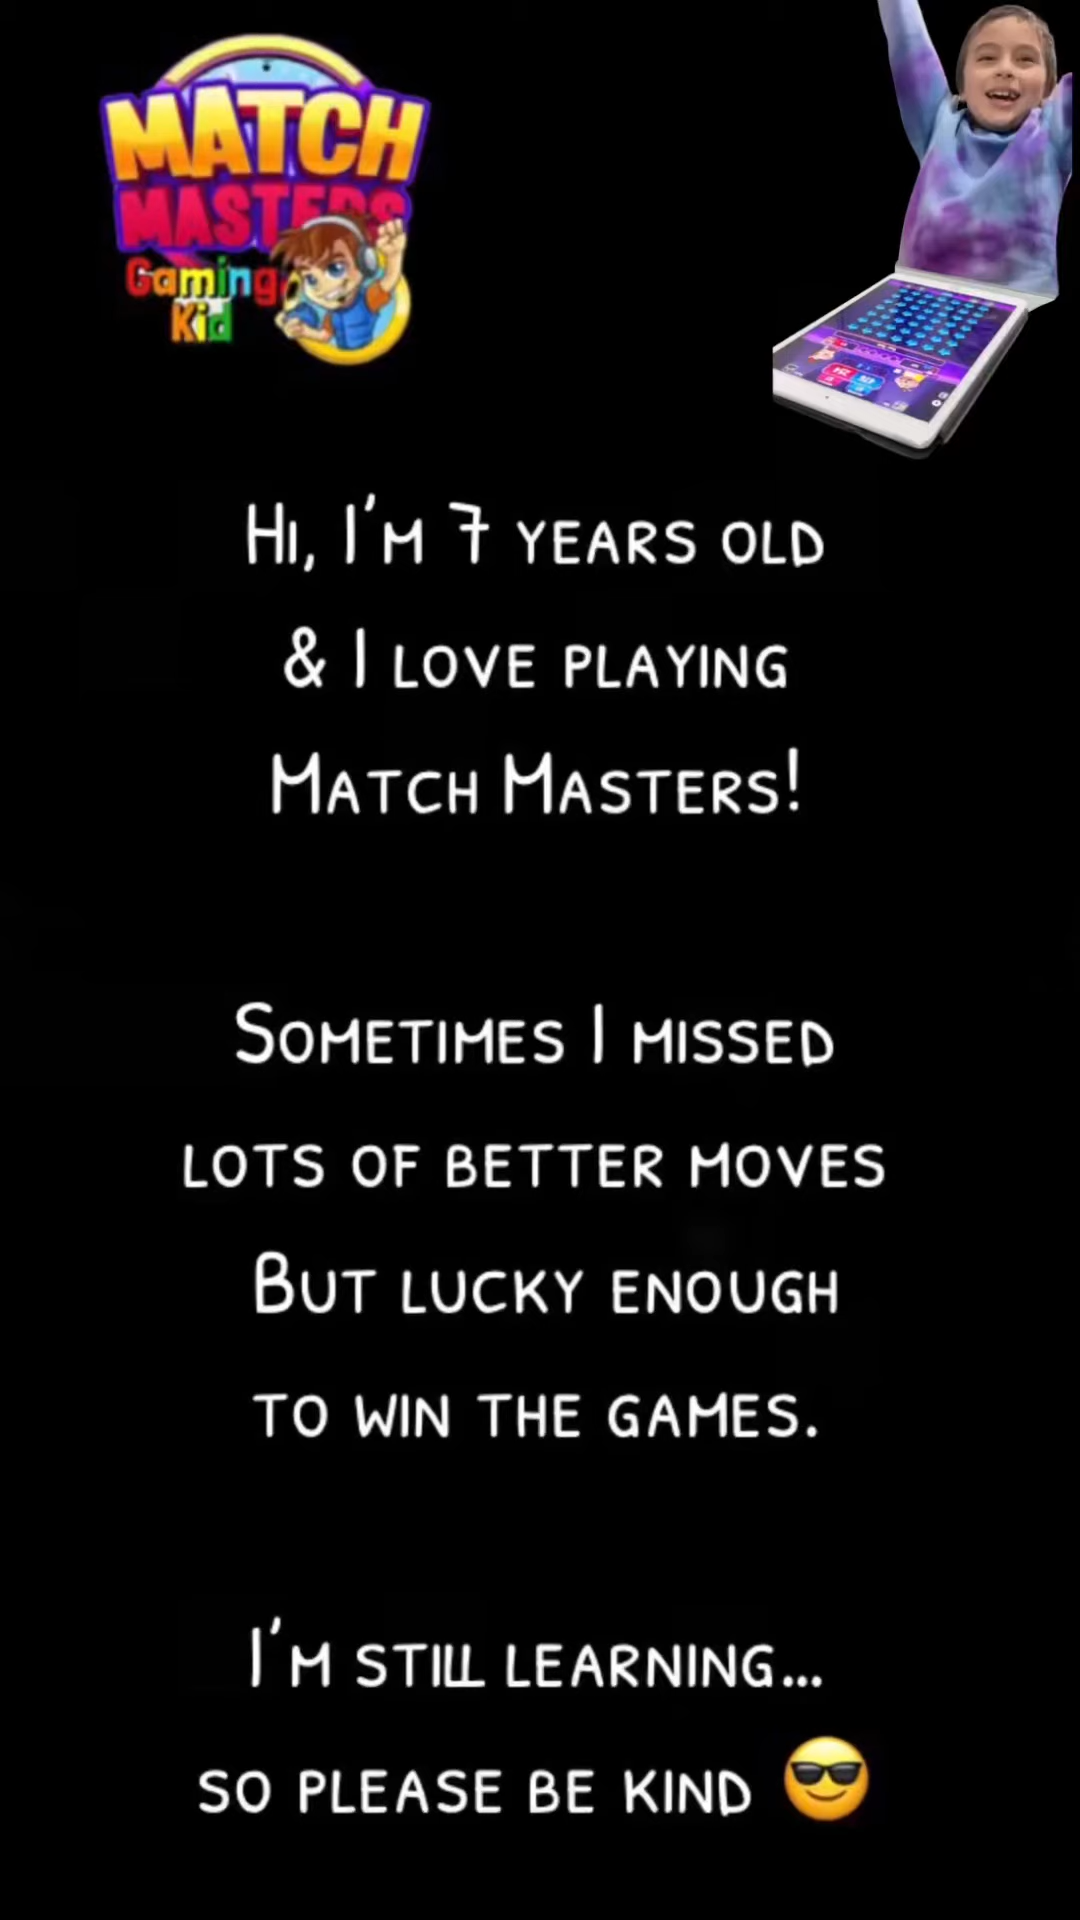 MATCH
MASTERS
Gaming
Kid
Hi, I'm 7 years old
& I love playing
Match Masters!
Sometimes I missed
lots of better moves
But lucky enough
to win the games.
I'm still learning...
so please be kind 😎